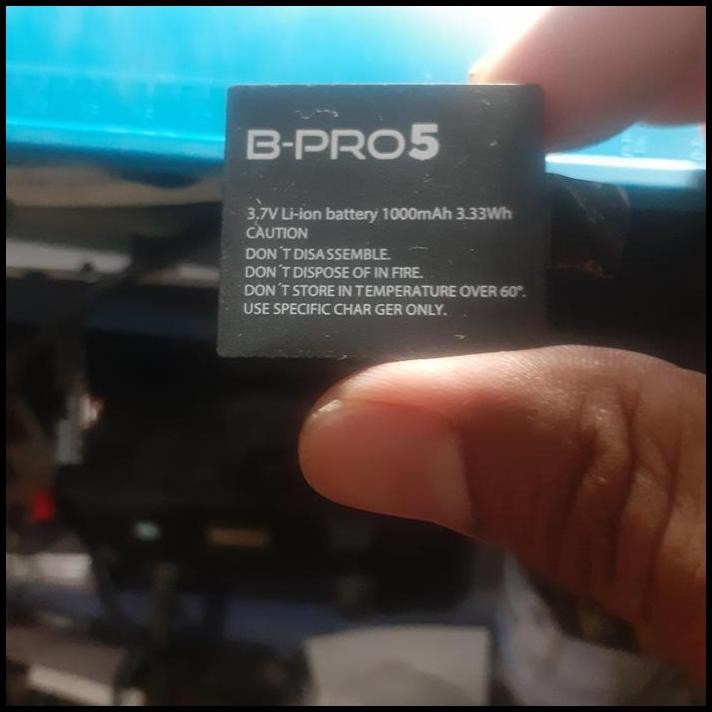 B-PRO5
3.7V Li-ion battery 1000mAh 3.33Wh
CAUTION
DON´T DISASSEMBLE.
DON´T DISPOSE OF IN FIRE.
DON´T STORE IN TEMPERATURE OVER 60°.
USE SPECIFIC CHAR GER ONLY.